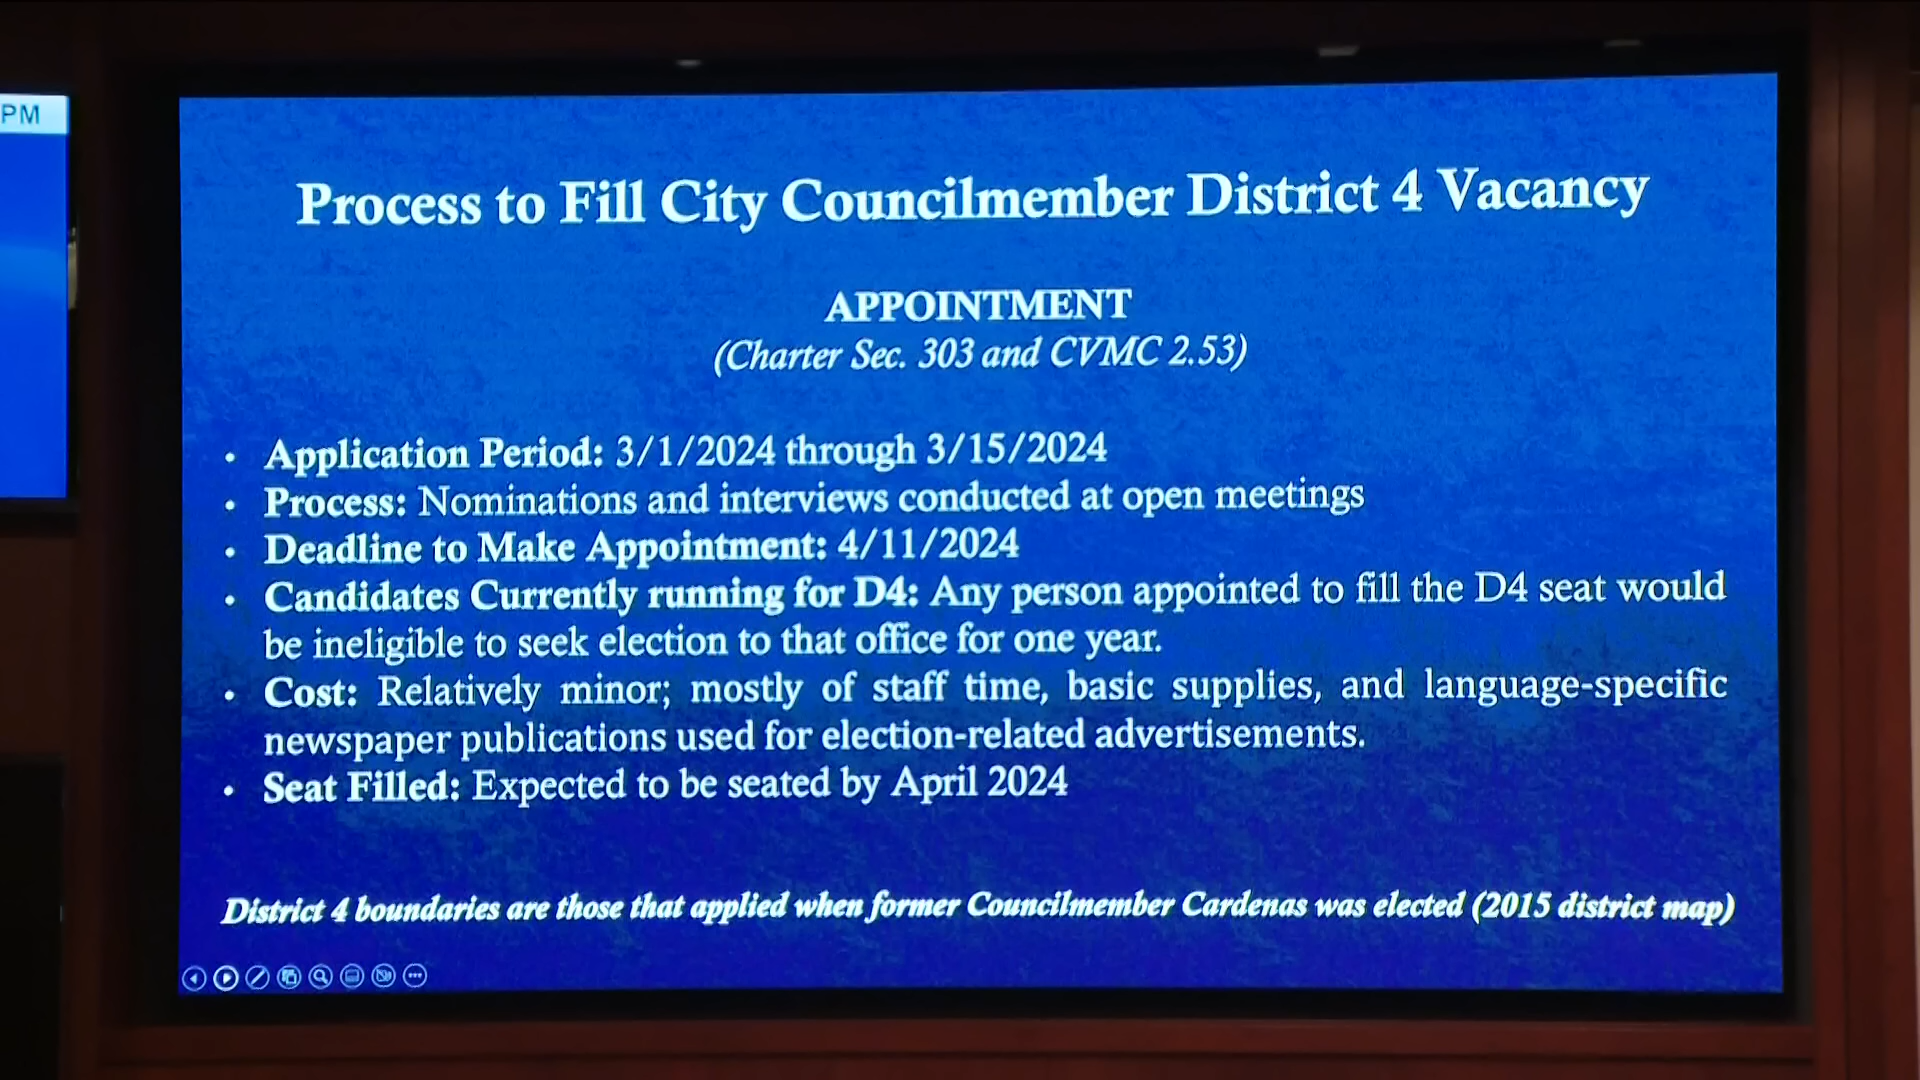 PM
Process to Fill City Councilmember District 4 Vacancy
APPOINTMENT
(Charter Sec. 303 and CVMC 2.53)
• Application Period: 3/1/2024 through 3/15/2024
• Process: Nominations and interviews conducted at open meetings
• Deadline to Make Appointment: 4/11/2024
• Candidates Currently running for D4: Any person appointed to fill the D4 seat would
be ineligible to seek election to that office for one year.
• Cost: Relatively minor; mostly of staff time, basic supplies, and language-specific
newspaper publications used for election-related advertisements.
• Seat Filled: Expected to be seated by April 2024
District 4 boundaries are those that applied when former Councilmember Cardenas was elected (2015 district map)